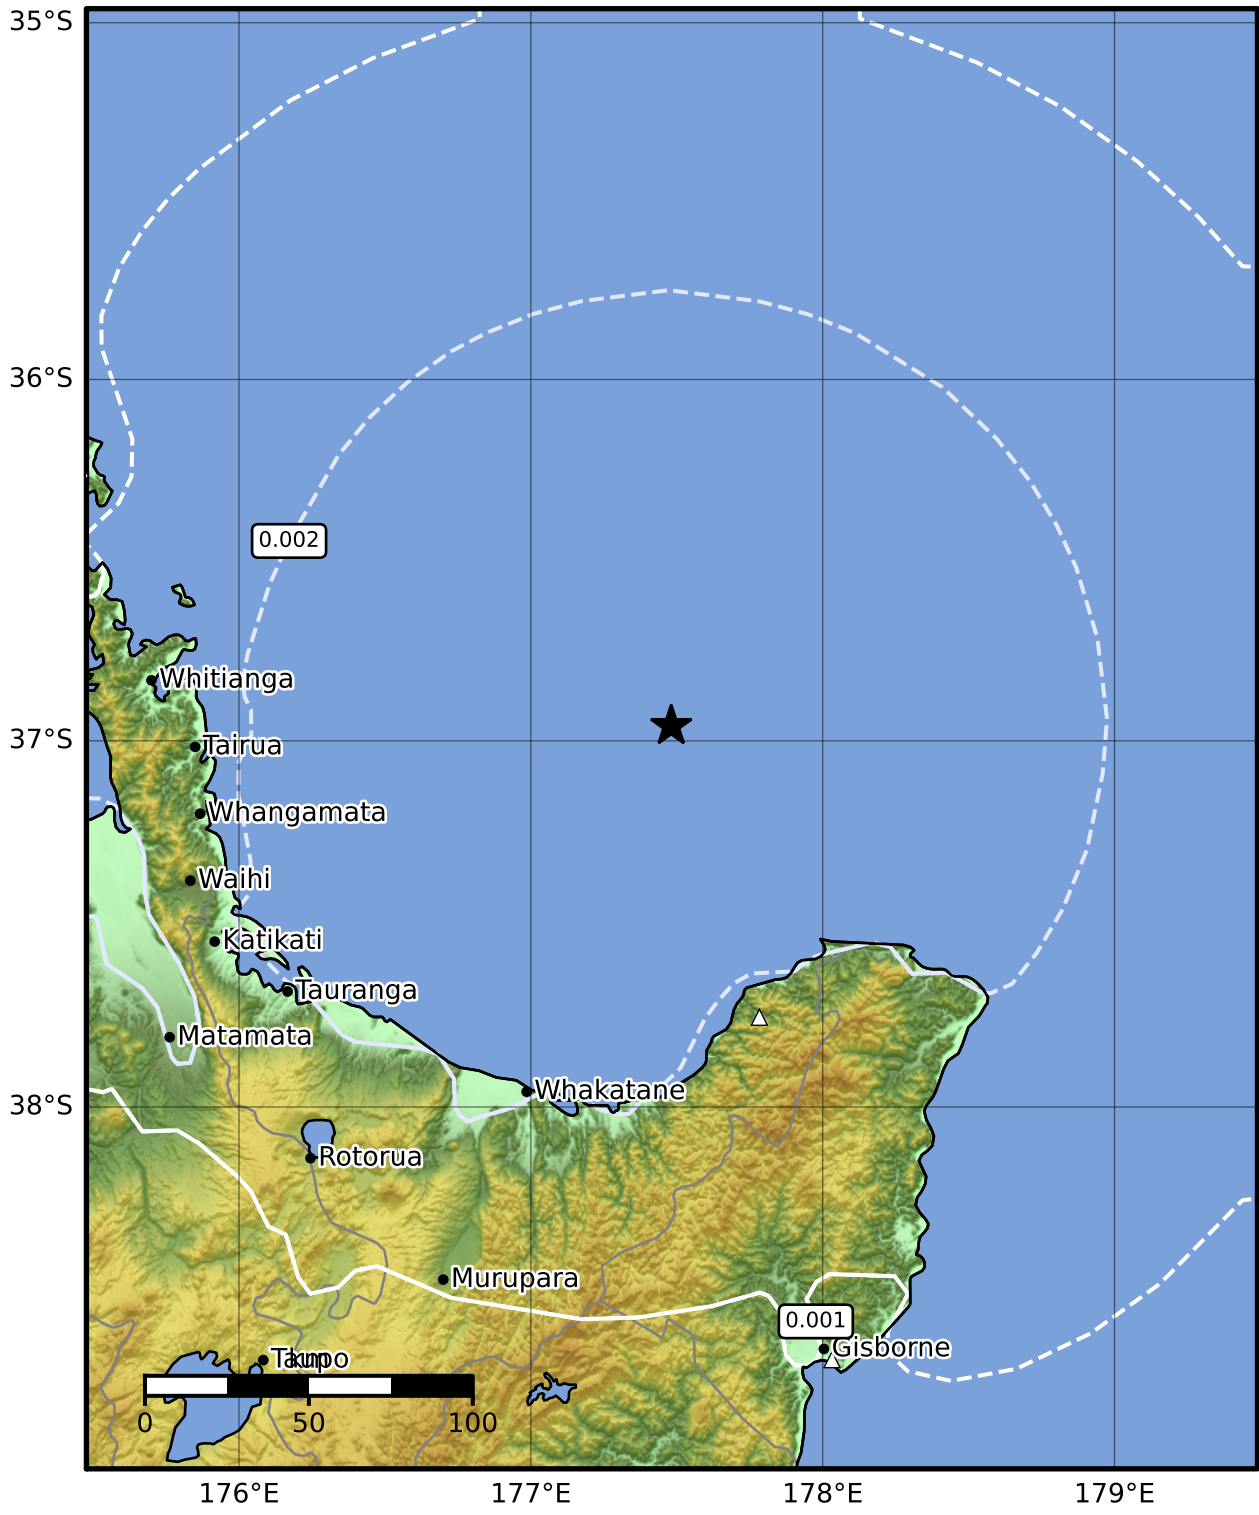 35°S
36°S
0.002
Whitianga
37°S
Tairua
Whangamata
Waihi
Katikati
Tauranga
Matamata
Whakatane
38°S
Rotorua
Murupara
0.001
Gisborne
Taupo
0 50 100
176°E 177°E 178°E 179°E